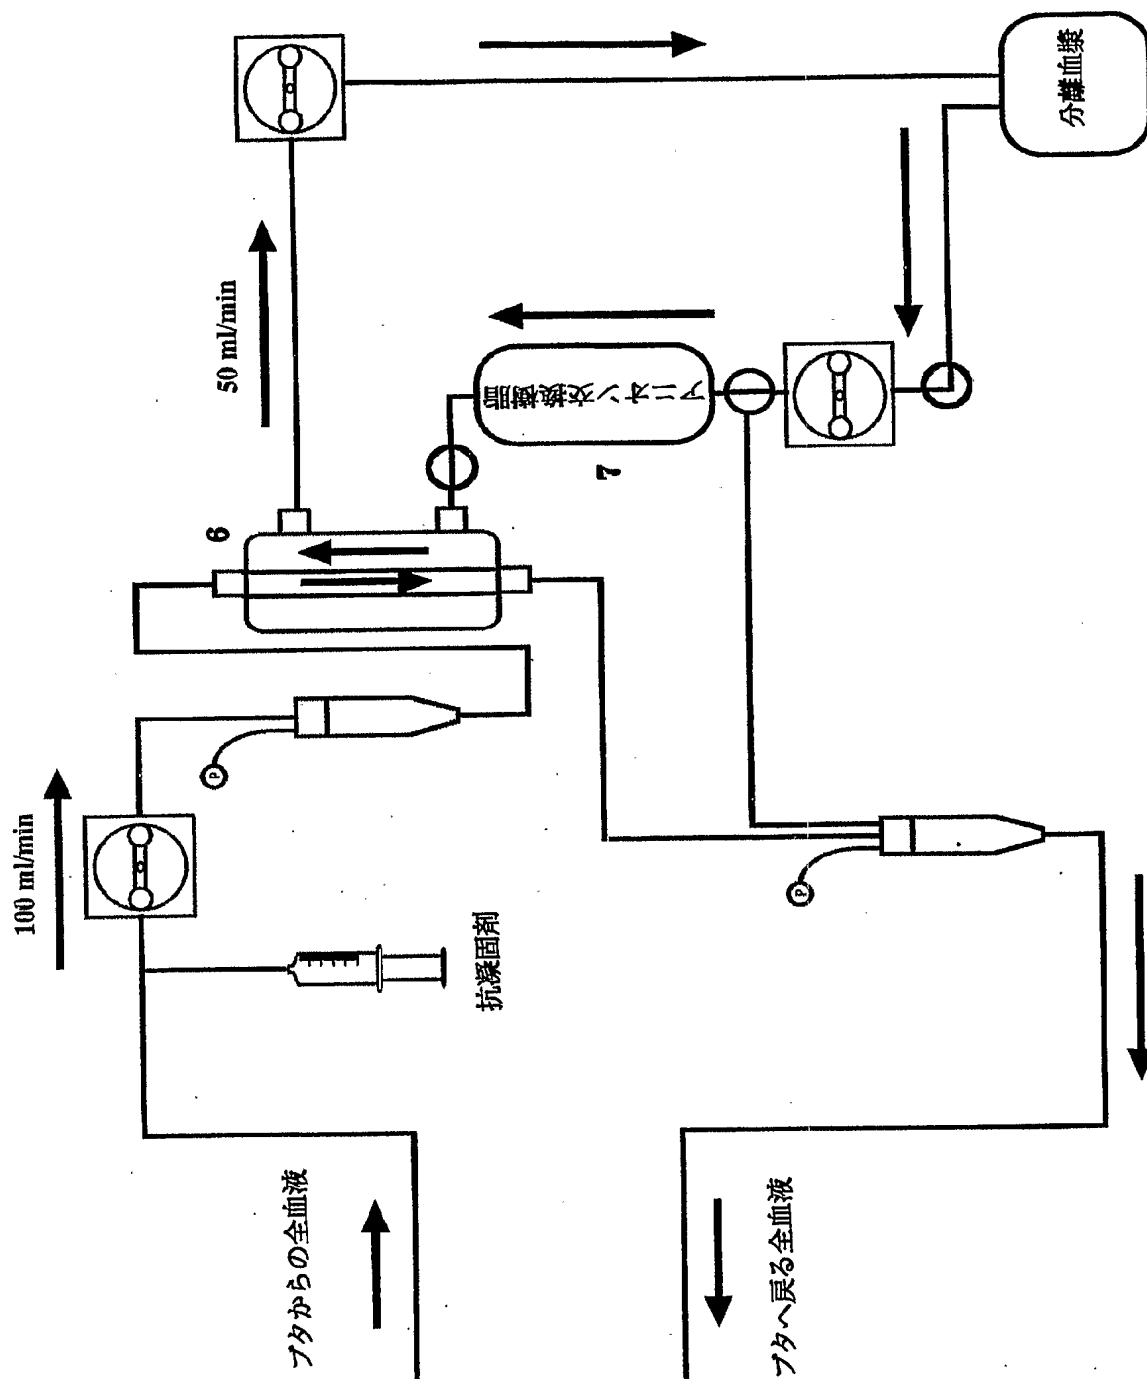 100 ml/min
50 ml/min
ブタからの全血液
P
6
抗凝固剤
7
アニオン交換樹脂
ブタへ戻る全血液
P
分離血漿